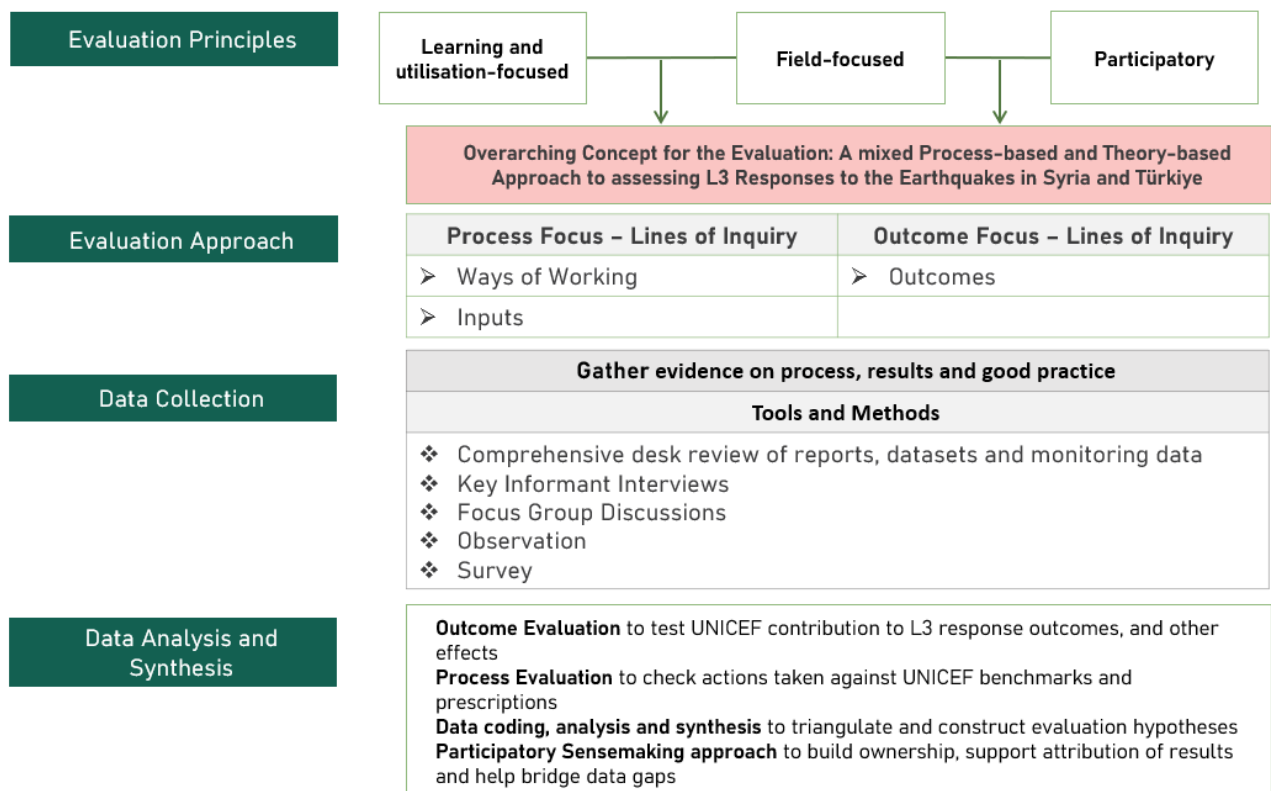 Evaluation Principles
Learning and
utilisation-focused
Field-focused
Participatory
Overarching Concept for the Evaluation: A mixed Process-based and Theory-based
Approach to assessing L3 Responses to the Earthquakes in Syria and Türkiye
Evaluation Approach
Process Focus – Lines of Inquiry
Outcome Focus – Lines of Inquiry
➢ Ways of Working
➢ Outcomes
➢ Inputs
Data Collection
Gather evidence on process, results and good practice
Tools and Methods
❖ Comprehensive desk review of reports, datasets and monitoring data
❖ Key Informant Interviews
❖ Focus Group Discussions
❖ Observation
❖ Survey
Data Analysis and
Synthesis
Outcome Evaluation to test UNICEF contribution to L3 response outcomes, and other
effects
Process Evaluation to check actions taken against UNICEF benchmarks and
prescriptions
Data coding, analysis and synthesis to triangulate and construct evaluation hypotheses
Participatory Sensemaking approach to build ownership, support attribution of results
and help bridge data gaps